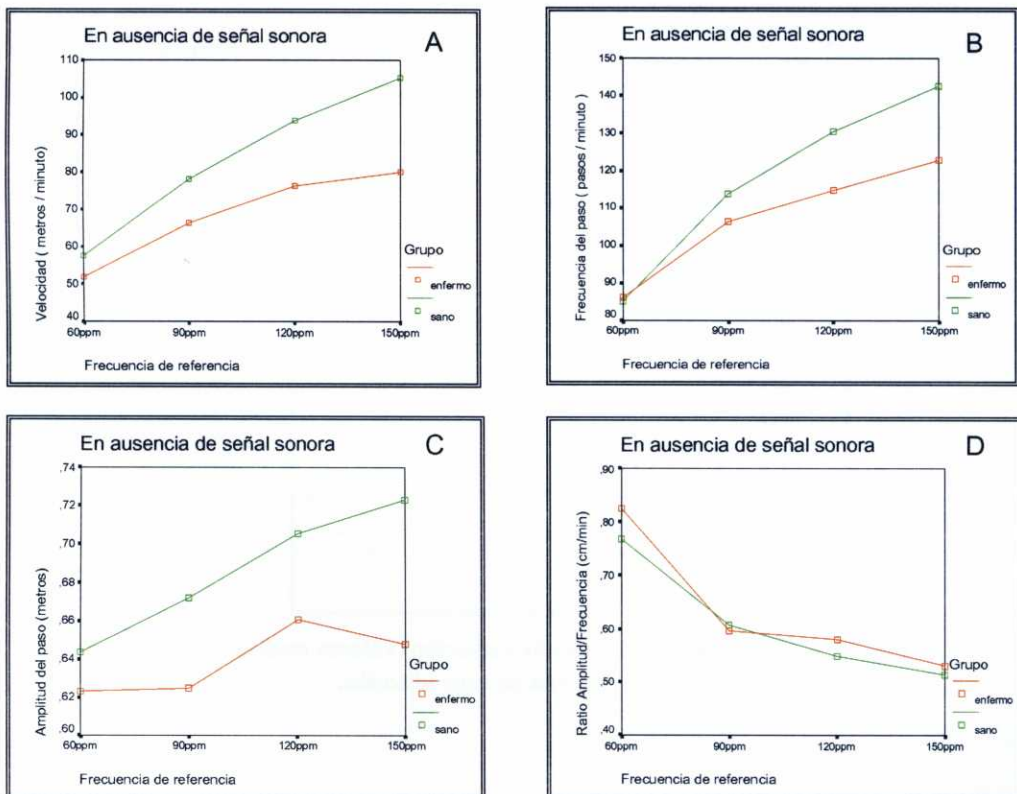 En ausencia de señal sonora
A
110
100
90
80
70
60
50
40
Velocidad ( metros / minuto)
60ppm
90ppm
120ppm
150ppm
Frecuencia de referencia
Grupo
enfermo
sano
En ausencia de señal sonora
B
150
140
130
120
110
100
90
80
Frecuencia del paso ( pasos / minuto )
60ppm
90ppm
120ppm
150ppm
Frecuencia de referencia
Grupo
enfermo
sano
En ausencia de señal sonora
C
,74
,72
,70
,68
,66
,64
,62
,60
Amplitud del paso (metros)
60ppm
90ppm
120ppm
150ppm
Frecuencia de referencia
Grupo
enfermo
sano
En ausencia de señal sonora
D
,90
,80
,70
,60
,50
,40
Ratio Amplitud/Frecuencia (cm/min)
60ppm
90ppm
120ppm
150ppm
Frecuencia de referencia
Grupo
enfermo
sano